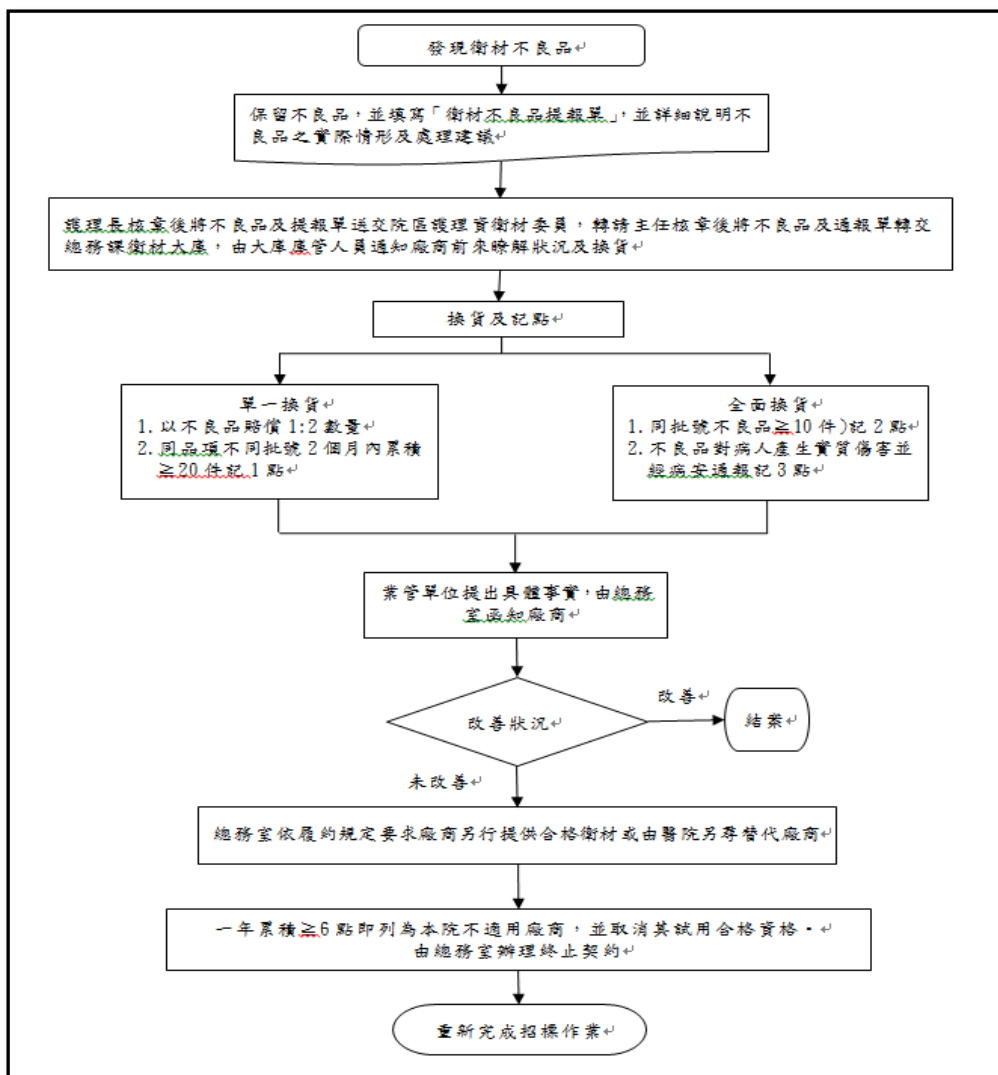 發現衛材不良品
保留不良品，並填寫「衛材不良品提報單」，並詳細說明不
良品之實際情形及處理建議
護理長核章後將不良品及提報單送交院區護理資衛材委員，轉請主任核章後將不良品及通報單轉交
總務課衛材大庫，由大庫庫管人員通知廠商前來瞭解狀況及換貨
換貨及記點
單一換貨
1. 以不良品賠償 1:2 數量
2. 同品項不同批號 2 個月內累積
≧20 件記 1 點
全面換貨
1. 同批號不良品≧10 件)記 2 點
2. 不良品對病人產生實質傷害並
經病安通報記 3 點
業管單位提出具體事實，由總務
室函知廠商
改善狀況
改善
結案
未改善
總務室依履約規定要求廠商另行提供合格衛材或由醫院另尋替代廠商
一年累積≧6 點即列為本院不適用廠商，並取消其試用合格資格。
由總務室辦理終止契約
重新完成招標作業